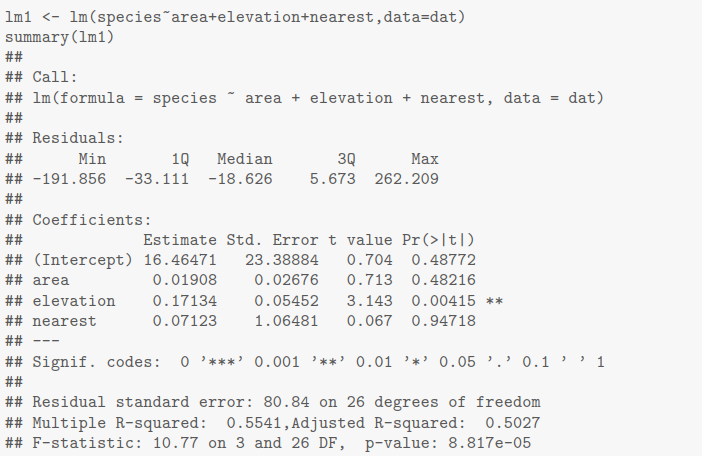 lm1 <- lm(species~area+elevation+nearest,data=dat)
summary(lm1)
##
## Call:
## lm(formula = species ~ area + elevation + nearest, data = dat)
##
## Residuals:
##      Min       1Q   Median       3Q      Max
## -191.856  -33.111  -18.626    5.673  262.209
##
## Coefficients:
##             Estimate Std. Error t value Pr(>|t|)
## (Intercept) 16.46471   23.38884   0.704  0.48772
## area         0.01908    0.02676   0.713  0.48216
## elevation    0.17134    0.05452   3.143  0.00415 **
## nearest      0.07123    1.06481   0.067  0.94718
## ---
## Signif. codes:  0 ’***’ 0.001 ’**’ 0.01 ’*’ 0.05 ’.’ 0.1 ’ ’ 1
##
## Residual standard error: 80.84 on 26 degrees of freedom
## Multiple R-squared:  0.5541,Adjusted R-squared:  0.5027
## F-statistic: 10.77 on 3 and 26 DF,  p-value: 8.817e-05